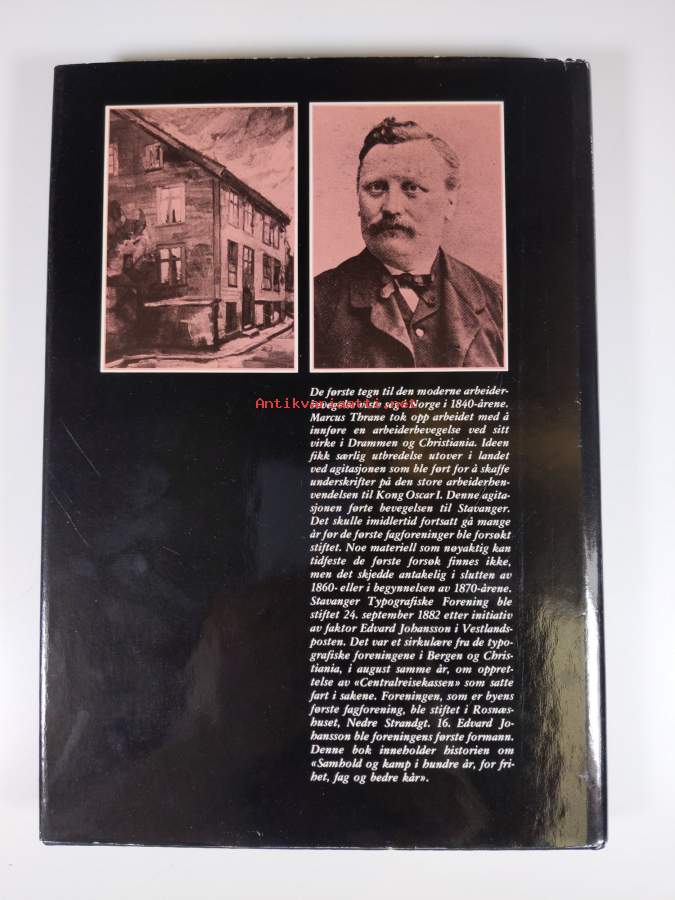 De første tegn til den moderne arbeider-
bevegelse viste seg i Norge i 1840-årene.
Antikvariaatti.net
Marcus Thrane tok opp arbeidet med å
innføre en arbeiderbevegelse ved sitt
virke i Drammen og Christiania. Ideen
fikk særlig utbredelse utover i landet
ved agitasjonen som ble ført for å skaffe
underskrifter på den store arbeiderhen-
vendelsen til Kong Oscar I. Denne agita-
sjonen førte bevegelsen til Stavanger.
Det skulle imidlertid fortsatt gå mange
år før de første fagforeninger ble forsøkt
stiftet. Noe materiell som nøyaktig kan
tidfeste de første forsøk finnes ikke,
men det skjedde antakelig i slutten av
1860- eller i begynnelsen av 1870-årene.
Stavanger Typografiske Forening ble
stiftet 24. september 1882 etter initiativ
av faktor Edvard Johansson i Vestlands-
posten. Det var et sirkulære fra de typo-
grafiske foreningene i Bergen og Chris-
tiania, i august samme år, om oppret-
telse av «Centralreisekassen» som satte
fart i sakene. Foreningen, som er byens
første fagforening, ble stiftet i Rosnæs-
huset, Nedre Strandgt. 16. Edvard Jo-
hansson ble foreningens første formann.
Denne bok inneholder historien om
«Samhold og kamp i hundre år, for fri-
het, fag og bedre kår».